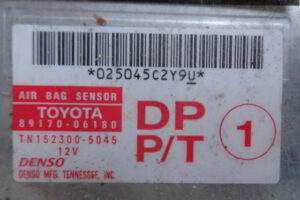 *025045C2Y9U*
AIR BAG SENSOR
TOYOTA
89170-06180
TN152300-5045
12V
DENSO
DENSO MFG. TENNESSEE, INC.
DP
P/T
1